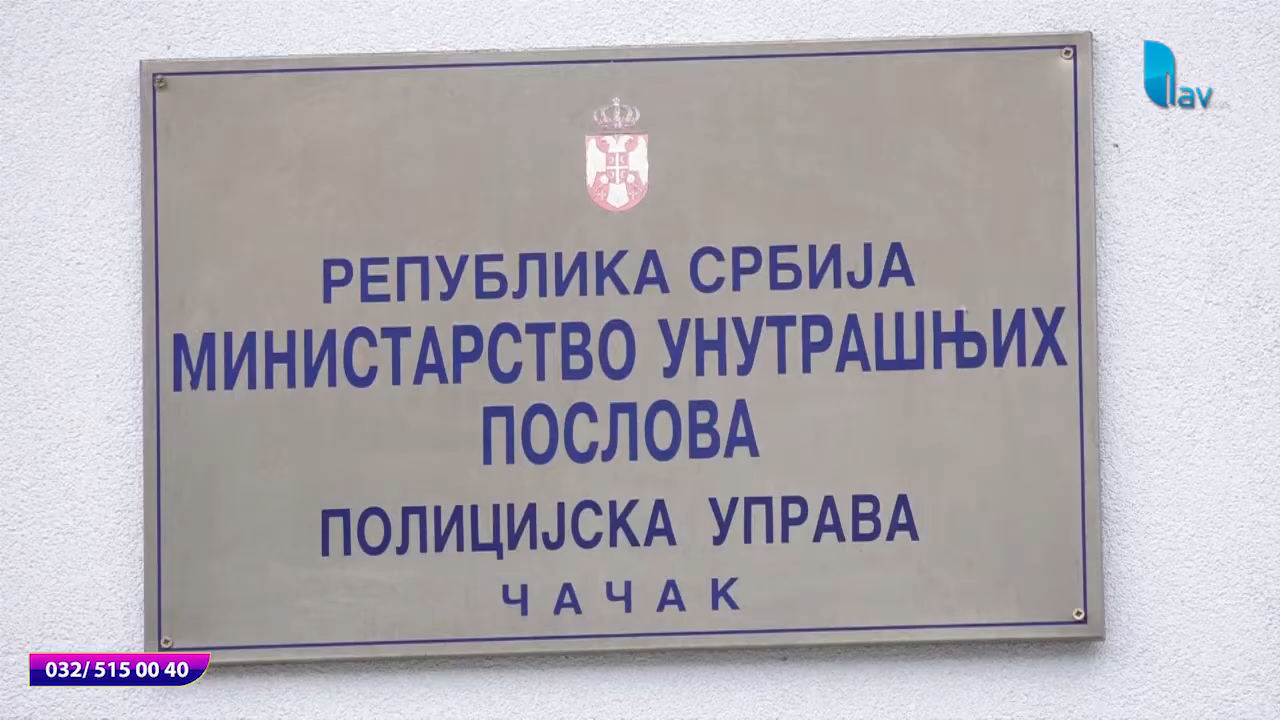 lav
РЕПУБЛИКА СРБИЈА
МИНИСТАРСТВО УНУТРАШЊИХ
ПОСЛОВА
ПОЛИЦИЈСКА УПРАВА
ЧАЧАК
032/ 515 00 40